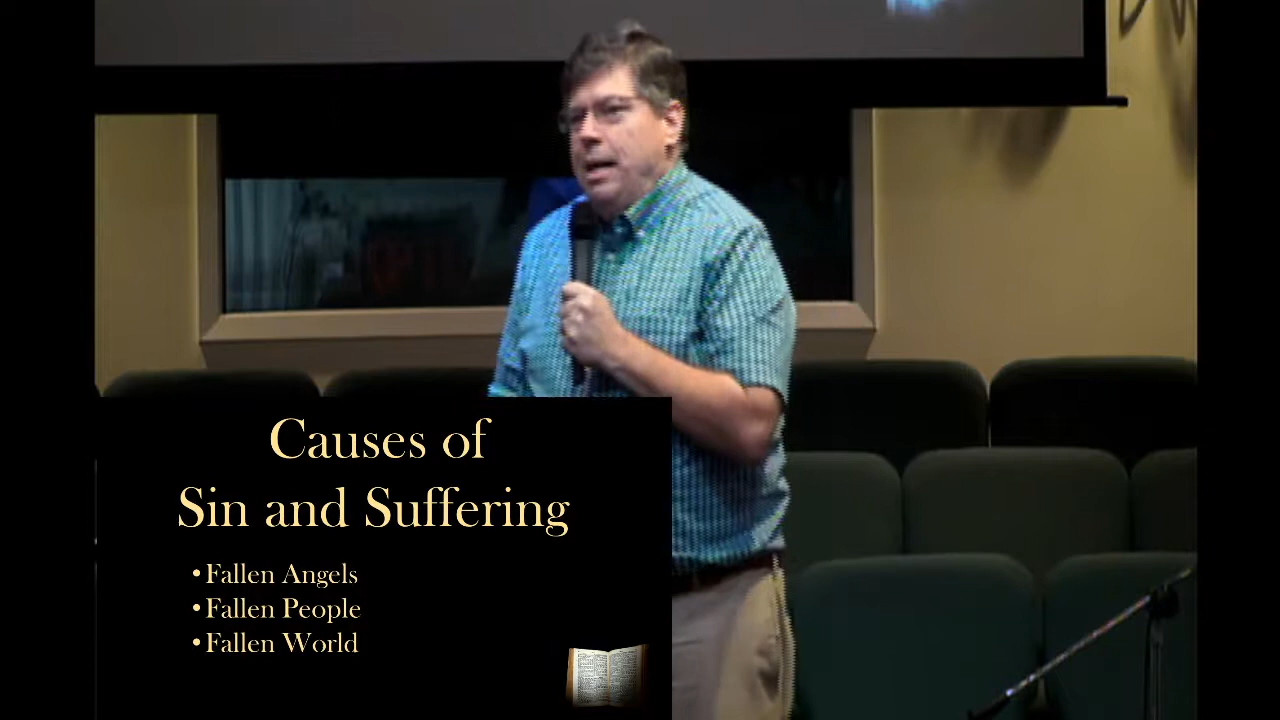 Causes of
Sin and Suffering
•Fallen Angels
•Fallen People
•Fallen World